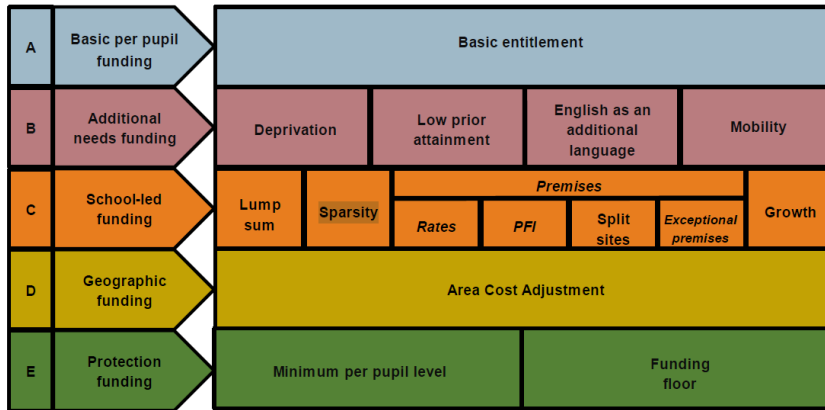 A
Basic per pupil
funding
Basic entitlement
B
Additional
needs funding
Deprivation
Low prior
attainment
English as an
additional
language
Mobility
C
School-led
funding
Lump
sum
Sparsity
Premises
Rates
PFI
Split
sites
Exceptional
premises
Growth
D
Geographic
funding
Area Cost Adjustment
E
Protection
funding
Minimum per pupil level
Funding
floor